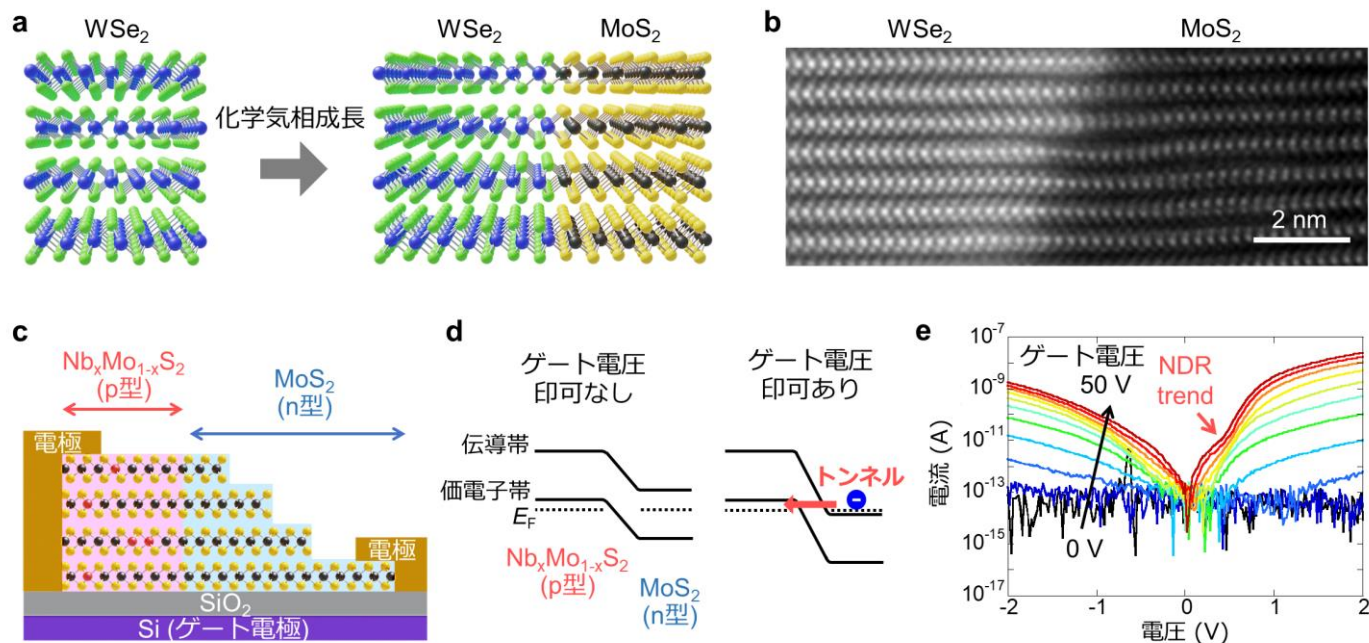 a
WSe₂
化学気相成長
WSe₂
MoS₂
b
WSe₂
MoS₂
2 nm
c
NbₓMo₁₋ₓS₂
(p型)
MoS₂
(n型)
電極
電極
SiO₂
Si (ゲート電極)
d
ゲート電圧
印可なし
ゲート電圧
印可あり
伝導帯
価電子帯
E_F
トンネル
−
NbₓMo₁₋ₓS₂
(p型)
MoS₂
(n型)
e
10⁻⁷
10⁻⁹
10⁻¹¹
10⁻¹³
10⁻¹⁵
10⁻¹⁷
電流 (A)
ゲート電圧
50 V
NDR
trend
0 V
-2
-1
0
1
2
電圧 (V)